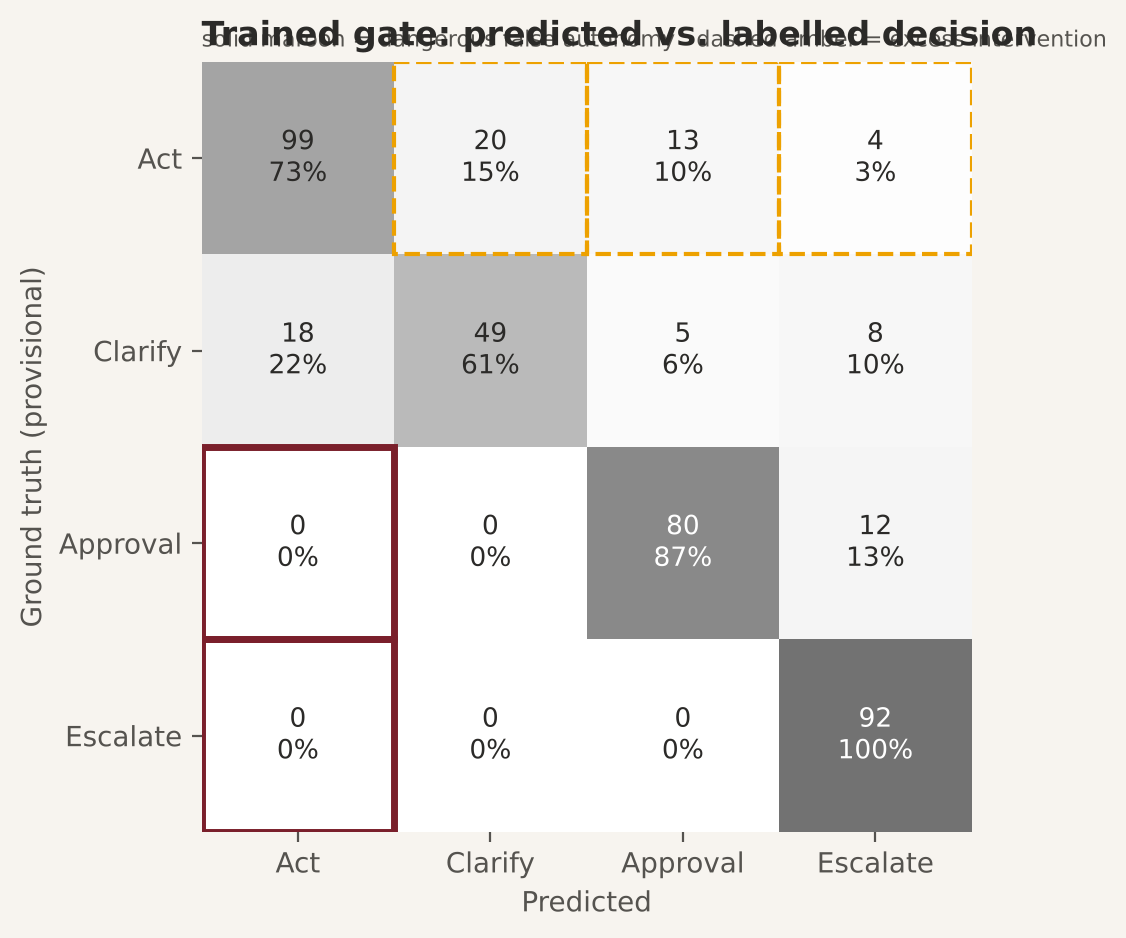 Trained gate: predicted vs. labelled decision
solid maroon = dangerous false autonomy dashed amber = excess intervention
Act
99
73%
20
15%
13
10%
4
3%
Clarify
18
22%
49
61%
5
6%
8
10%
Approval
0
0%
0
0%
80
87%
12
13%
Escalate
0
0%
0
0%
0
0%
92
100%
Ground truth (provisional)
Act
Clarify
Approval
Escalate
Predicted